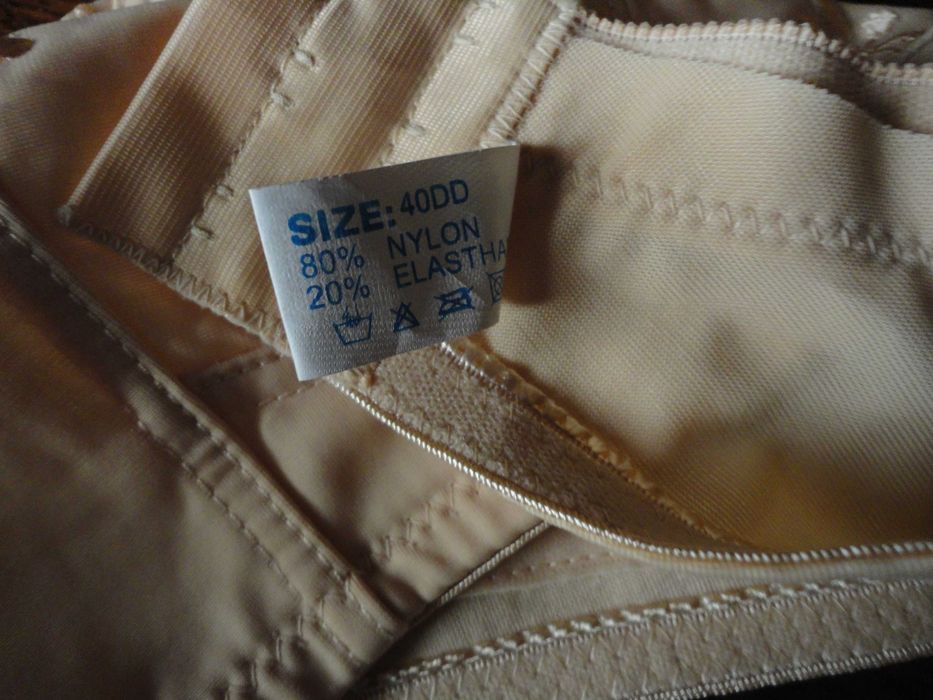 SIZE: 40DD
80% NYLON
20% ELASTHA